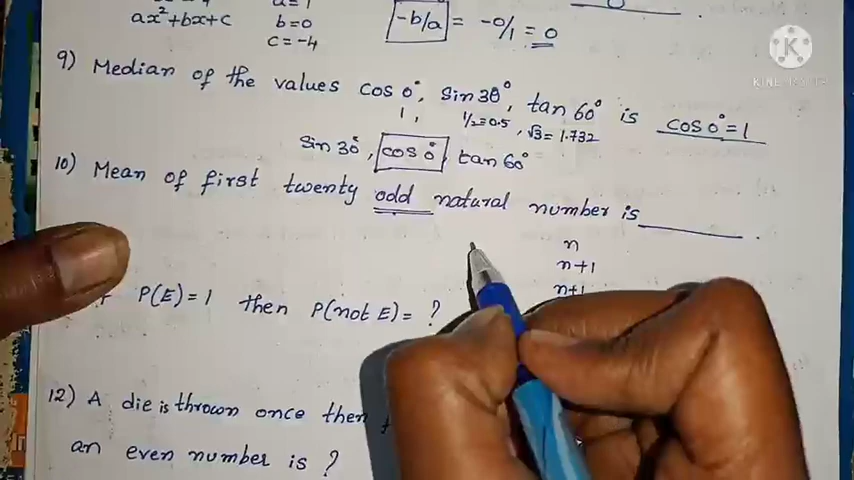 ax²+bx+c
b=0
c=-4
-b/a = -0/1 = 0
KINEMASTER
9) Median of the values cos 0°, sin 30°, tan 60° is cos 0° = 1
1, 1/2=0.5, √3=1.732
sin 30°, cos 0°, tan 60°
10) Mean of first twenty odd natural number is ______.
n
n+1
n+1
P(E)=1 then P(not E)= ?
12) A die is thrown once then
an even number is ?